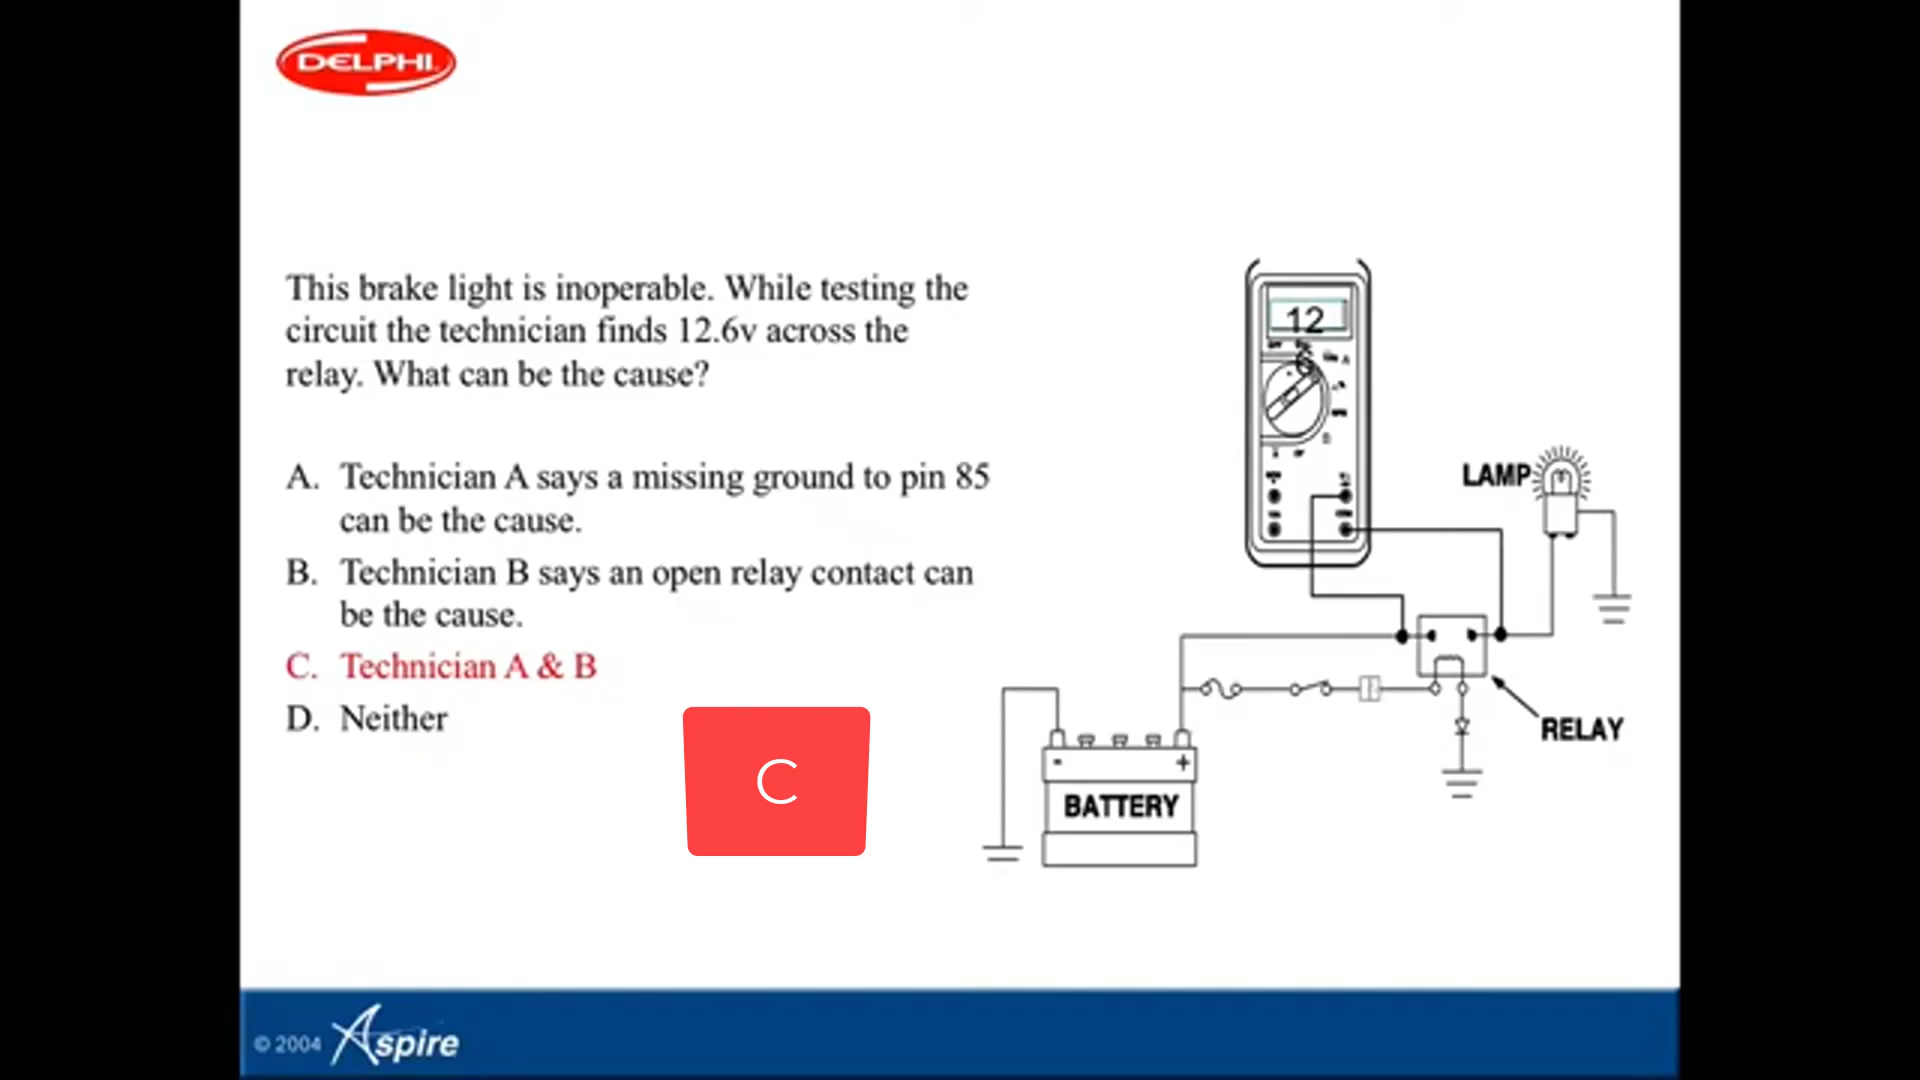 DELPHI
This brake light is inoperable. While testing the
circuit the technician finds 12.6v across the
relay. What can be the cause?
A. Technician A says a missing ground to pin 85
can be the cause.
B. Technician B says an open relay contact can
be the cause.
C. Technician A & B
D. Neither
C
12
6
LAMP
RELAY
- +
BATTERY
© 2004 Aspire